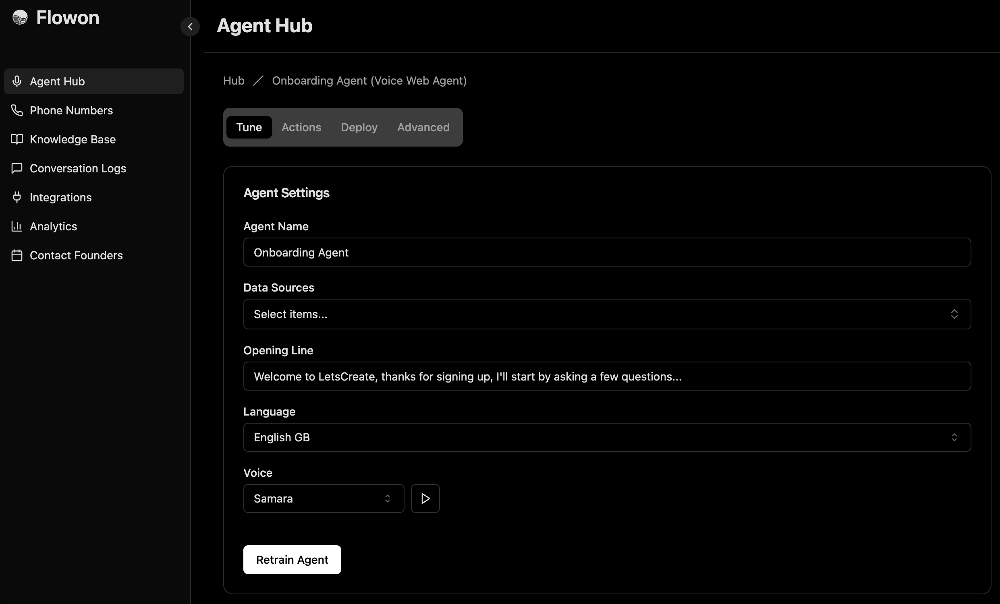 Flowon
Agent Hub
Phone Numbers
Knowledge Base
Conversation Logs
Integrations
Analytics
Contact Founders
Agent Hub
Hub / Onboarding Agent (Voice Web Agent)
Tune Actions Deploy Advanced
Agent Settings
Agent Name
Onboarding Agent
Data Sources
Select items...
Opening Line
Welcome to LetsCreate, thanks for signing up, I'll start by asking a few questions...
Language
English GB
Voice
Samara
Retrain Agent